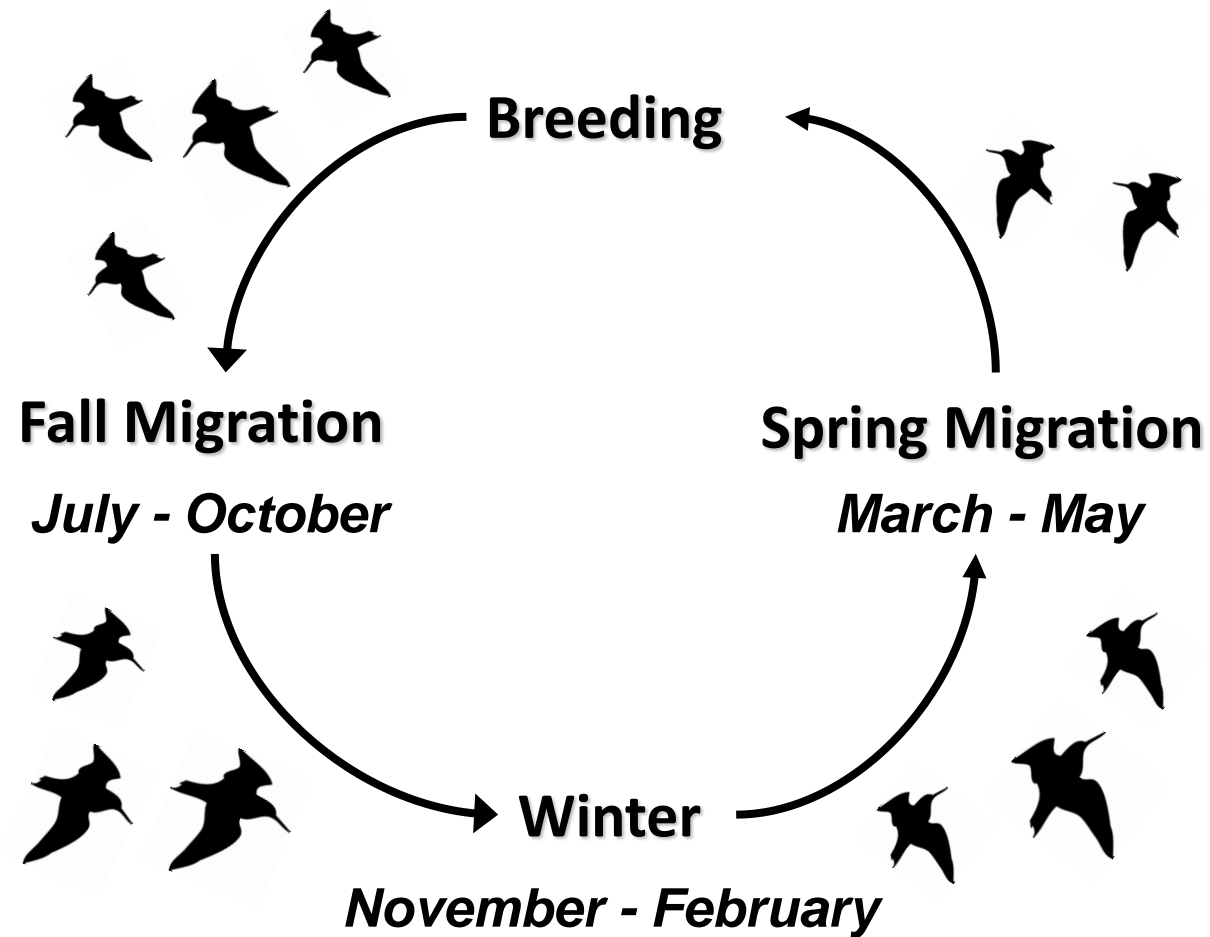 Breeding
Fall Migration
July - October
Spring Migration
March - May
Winter
November - February